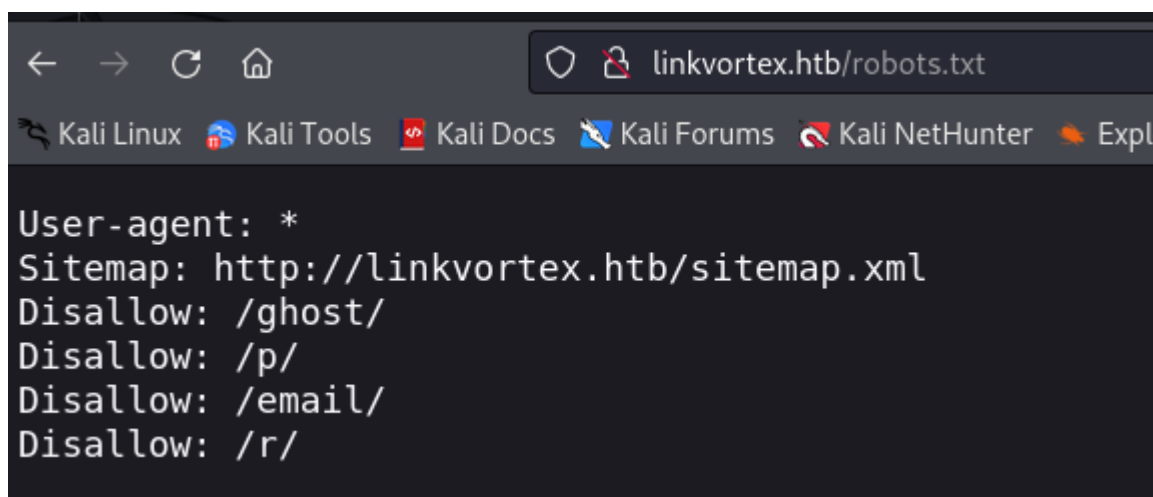 linkvortex.htb/robots.txt
Kali Linux Kali Tools Kali Docs Kali Forums Kali NetHunter Expl
User-agent: *
Sitemap: http://linkvortex.htb/sitemap.xml
Disallow: /ghost/
Disallow: /p/
Disallow: /email/
Disallow: /r/